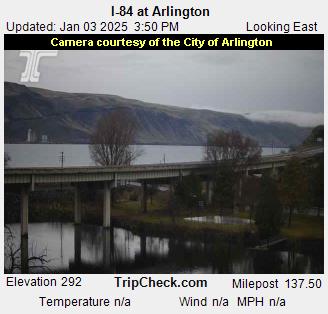 I-84 at Arlington
Updated: Jan 03 2025 3:50 PM Looking East
Camera courtesy of the City of Arlington
Elevation 292 TripCheck.com Milepost 137.50
Temperature n/a Wind n/a MPH n/a